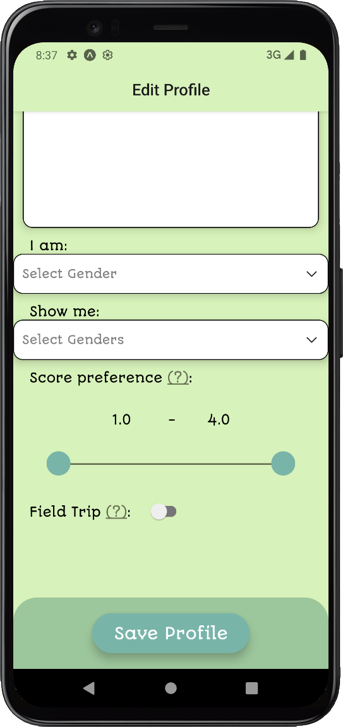 8:37 3G
Edit Profile
I am:
Select Gender
Show me:
Select Genders
Score preference (?):
1.0 - 4.0
Field Trip (?):
Save Profile